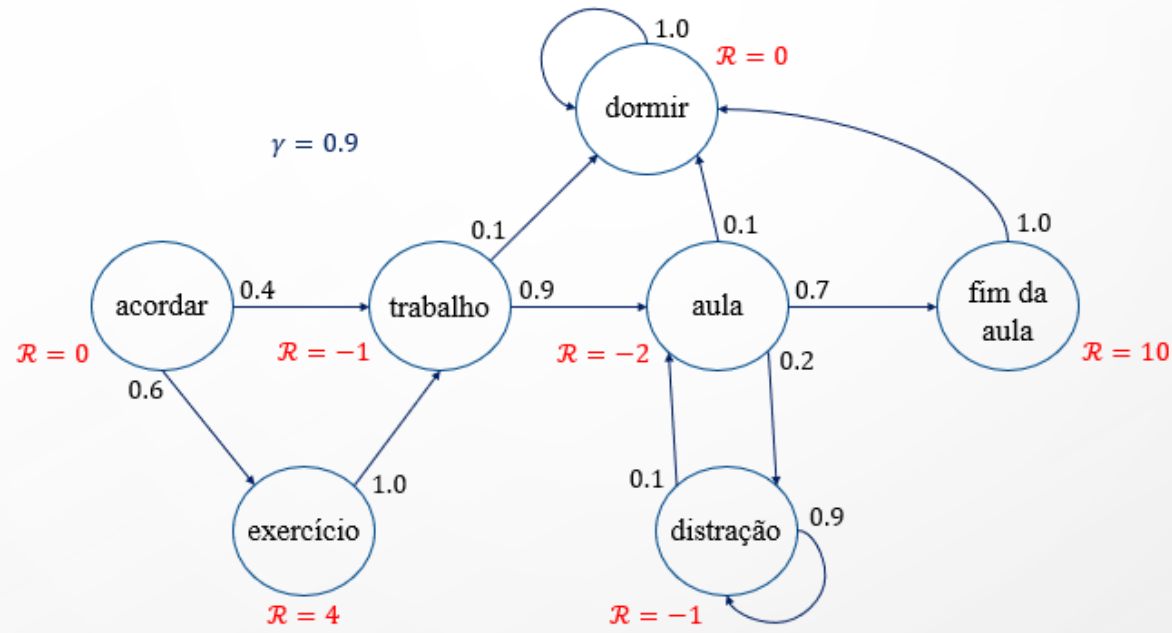 1.0
ℛ = 0
dormir
γ = 0.9
0.1
0.1
1.0
acordar
0.4
trabalho
0.9
aula
0.7
fim da
aula
ℛ = 0
ℛ = −1
ℛ = −2
0.2
ℛ = 10
0.6
0.1
1.0
exercício
distração
0.9
ℛ = 4
ℛ = −1